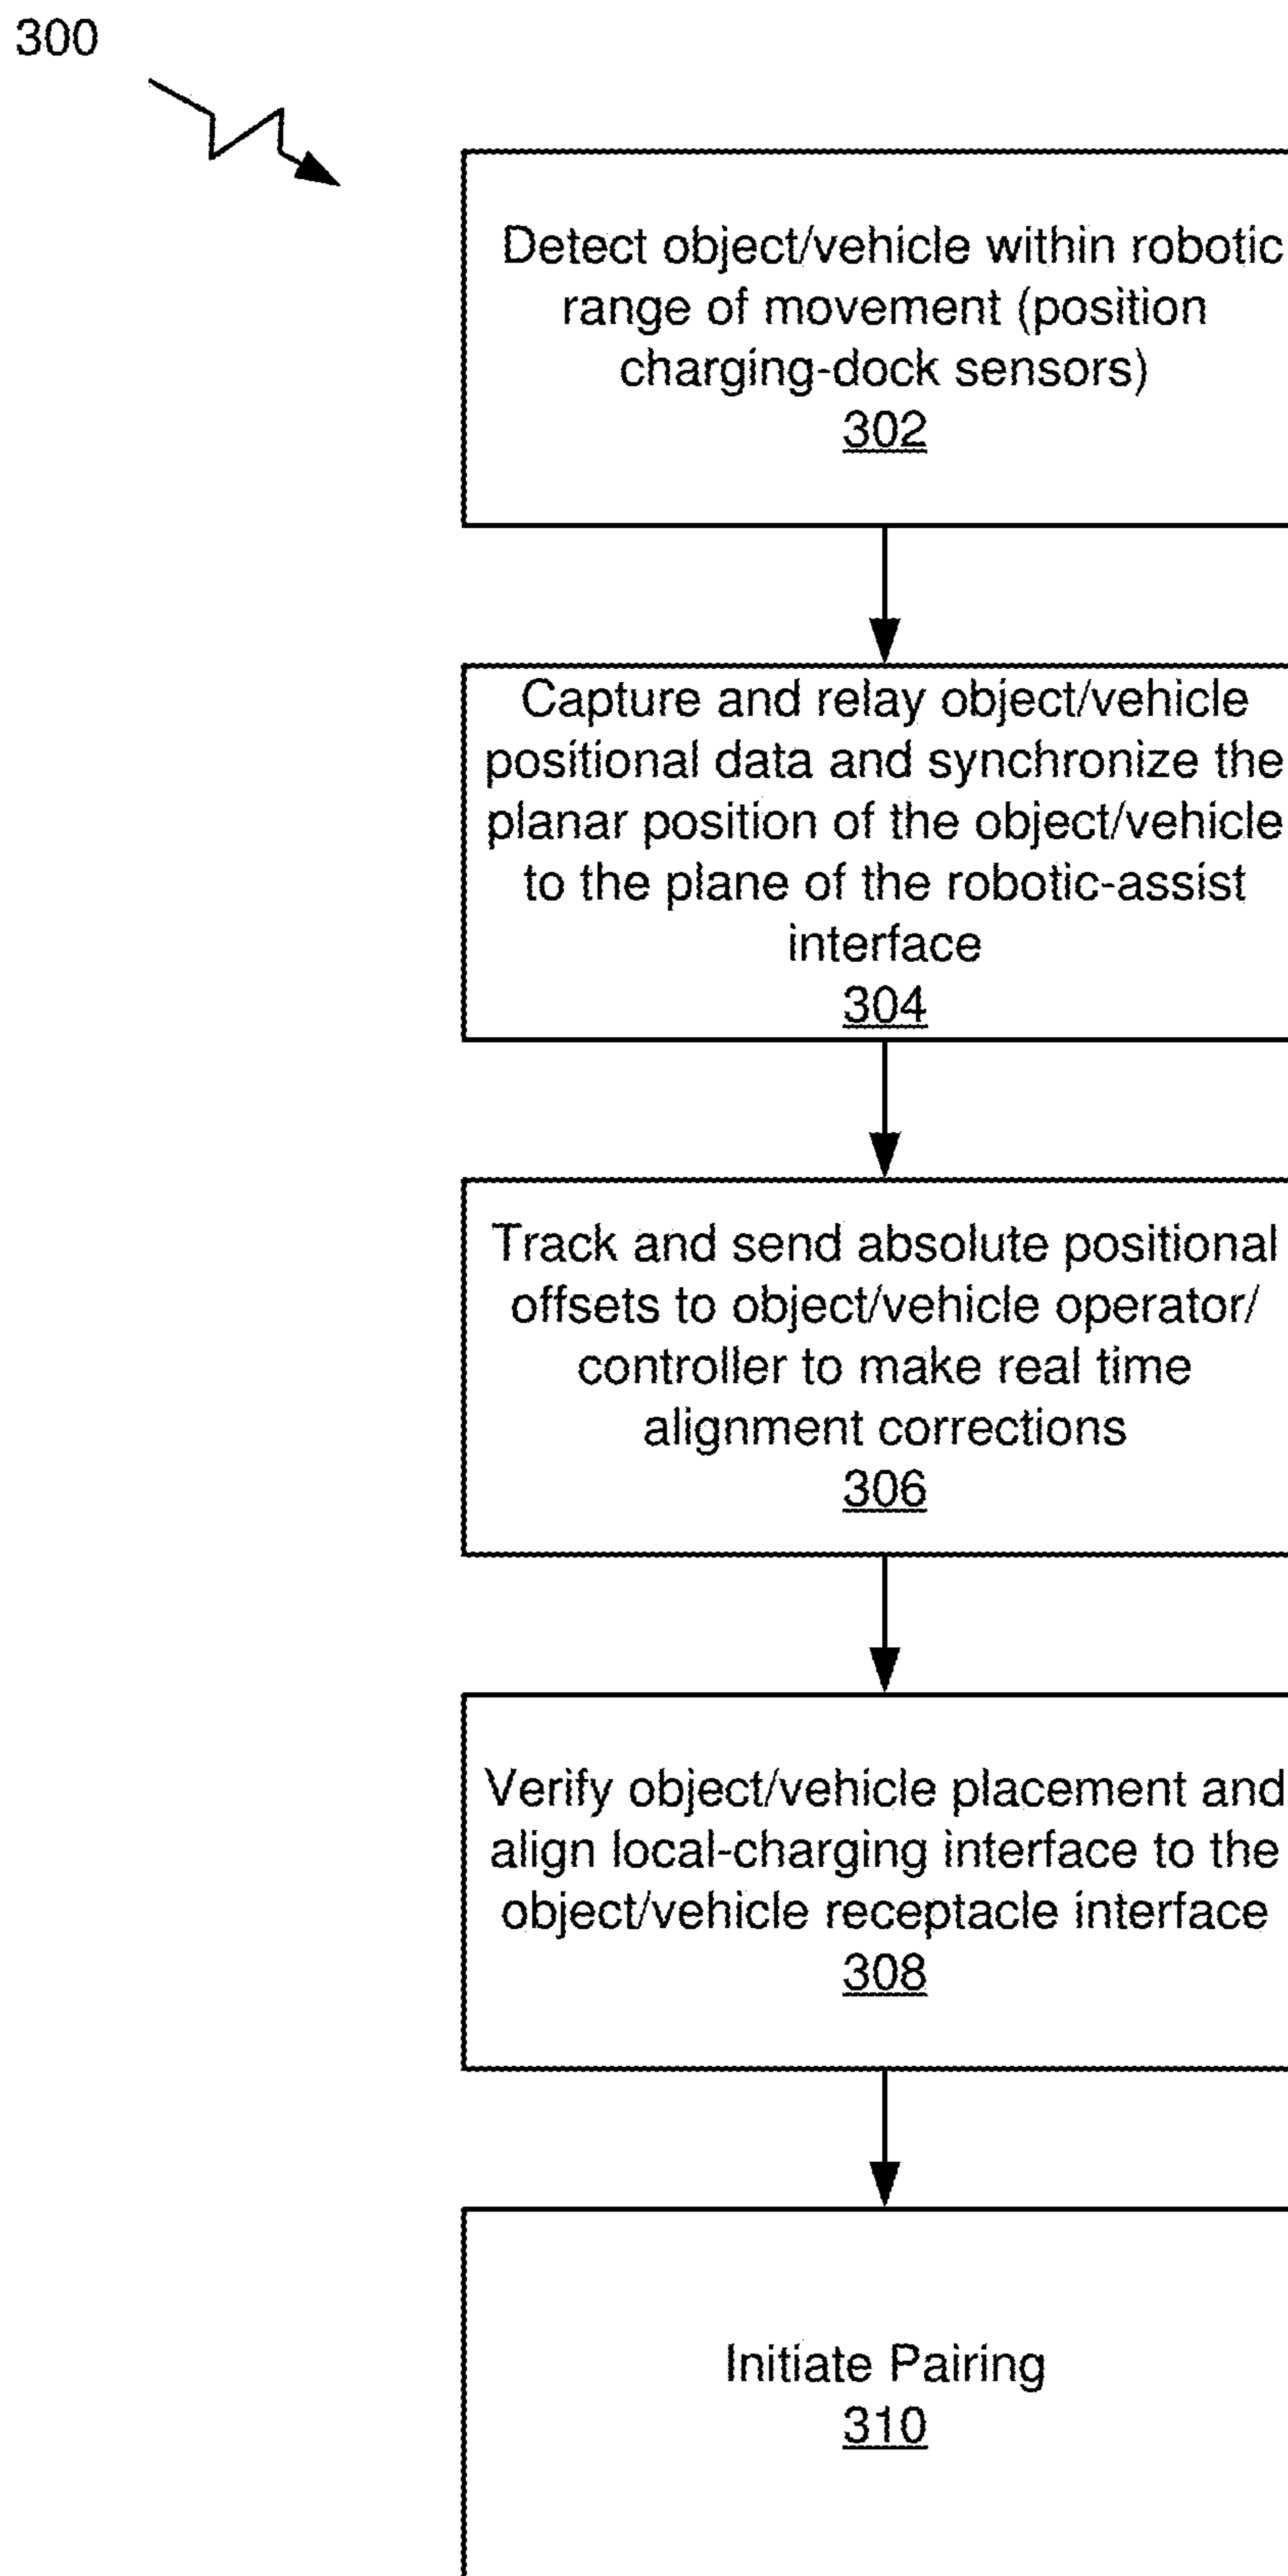 300
Detect object/vehicle within robotic
range of movement (position
charging-dock sensors)
302
Capture and relay object/vehicle
positional data and synchronize the
planar position of the object/vehicle
to the plane of the robotic-assist
interface
304
Track and send absolute positional
offsets to object/vehicle operator/
controller to make real time
alignment corrections
306
Verify object/vehicle placement and
align local-charging interface to the
object/vehicle receptacle interface
308
Initiate Pairing
310